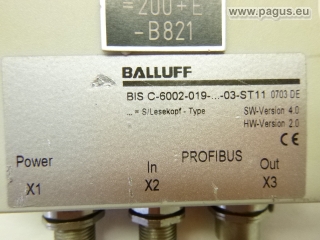 www.pagus.eu
=200+E
-B821
BALLUFF
BIS C-6002-019-...-03-ST11 0703 DE
... = S/Lesekopf - Type SW-Version 4.0
HW-Version 2.0
CE
Power In PROFIBUS Out
X1 X2 X3